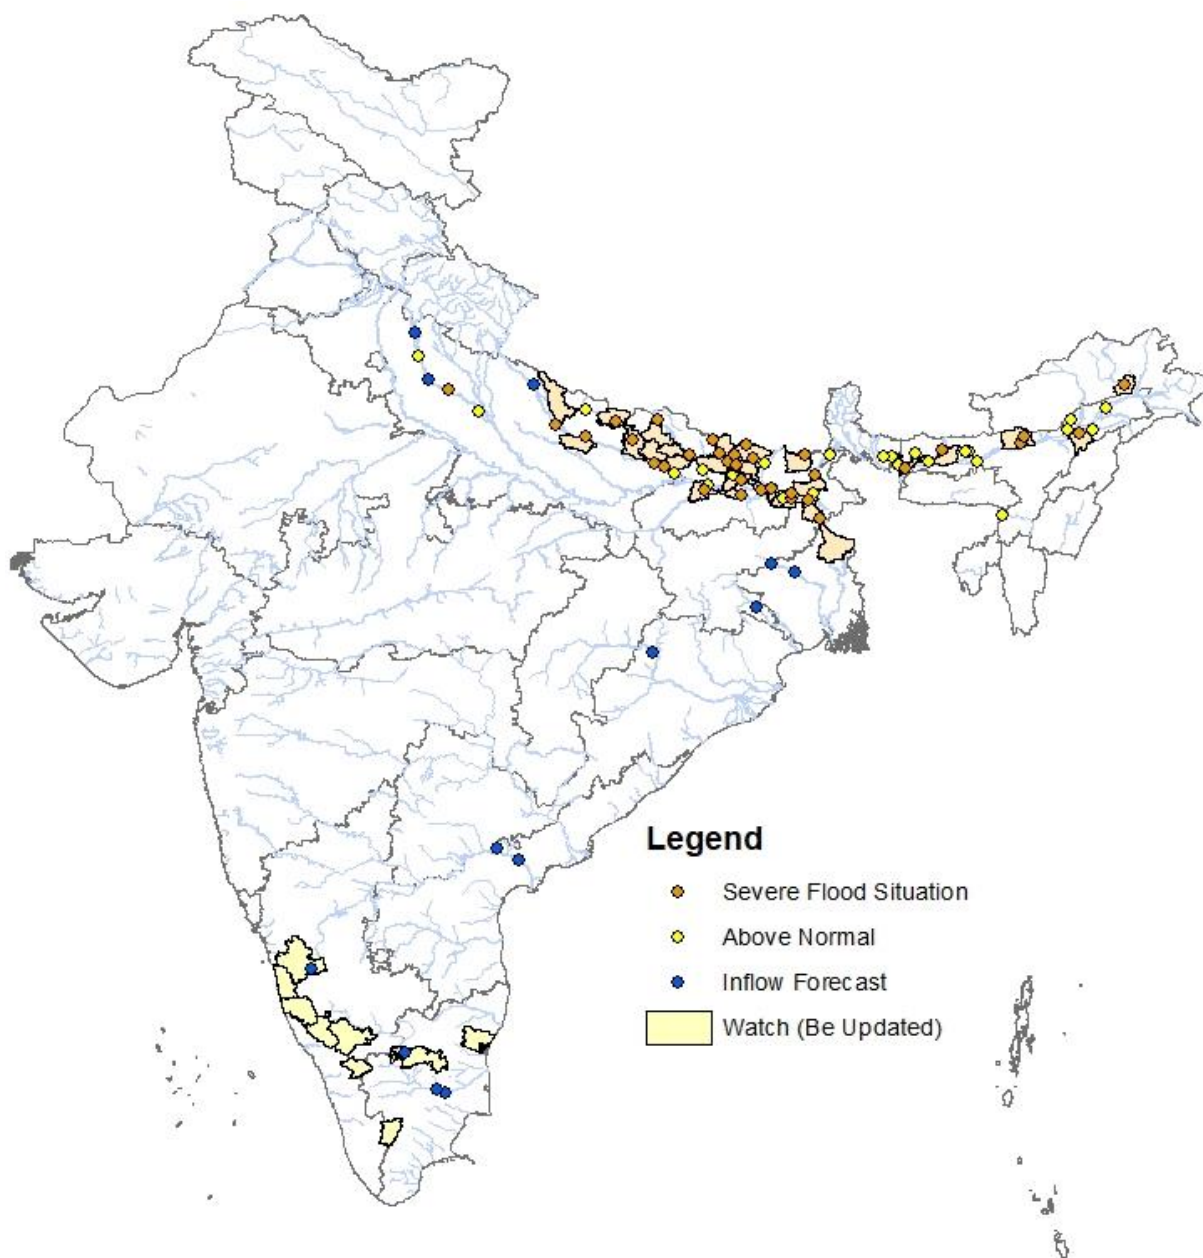 Legend
Severe Flood Situation
Above Normal
Inflow Forecast
Watch (Be Updated)